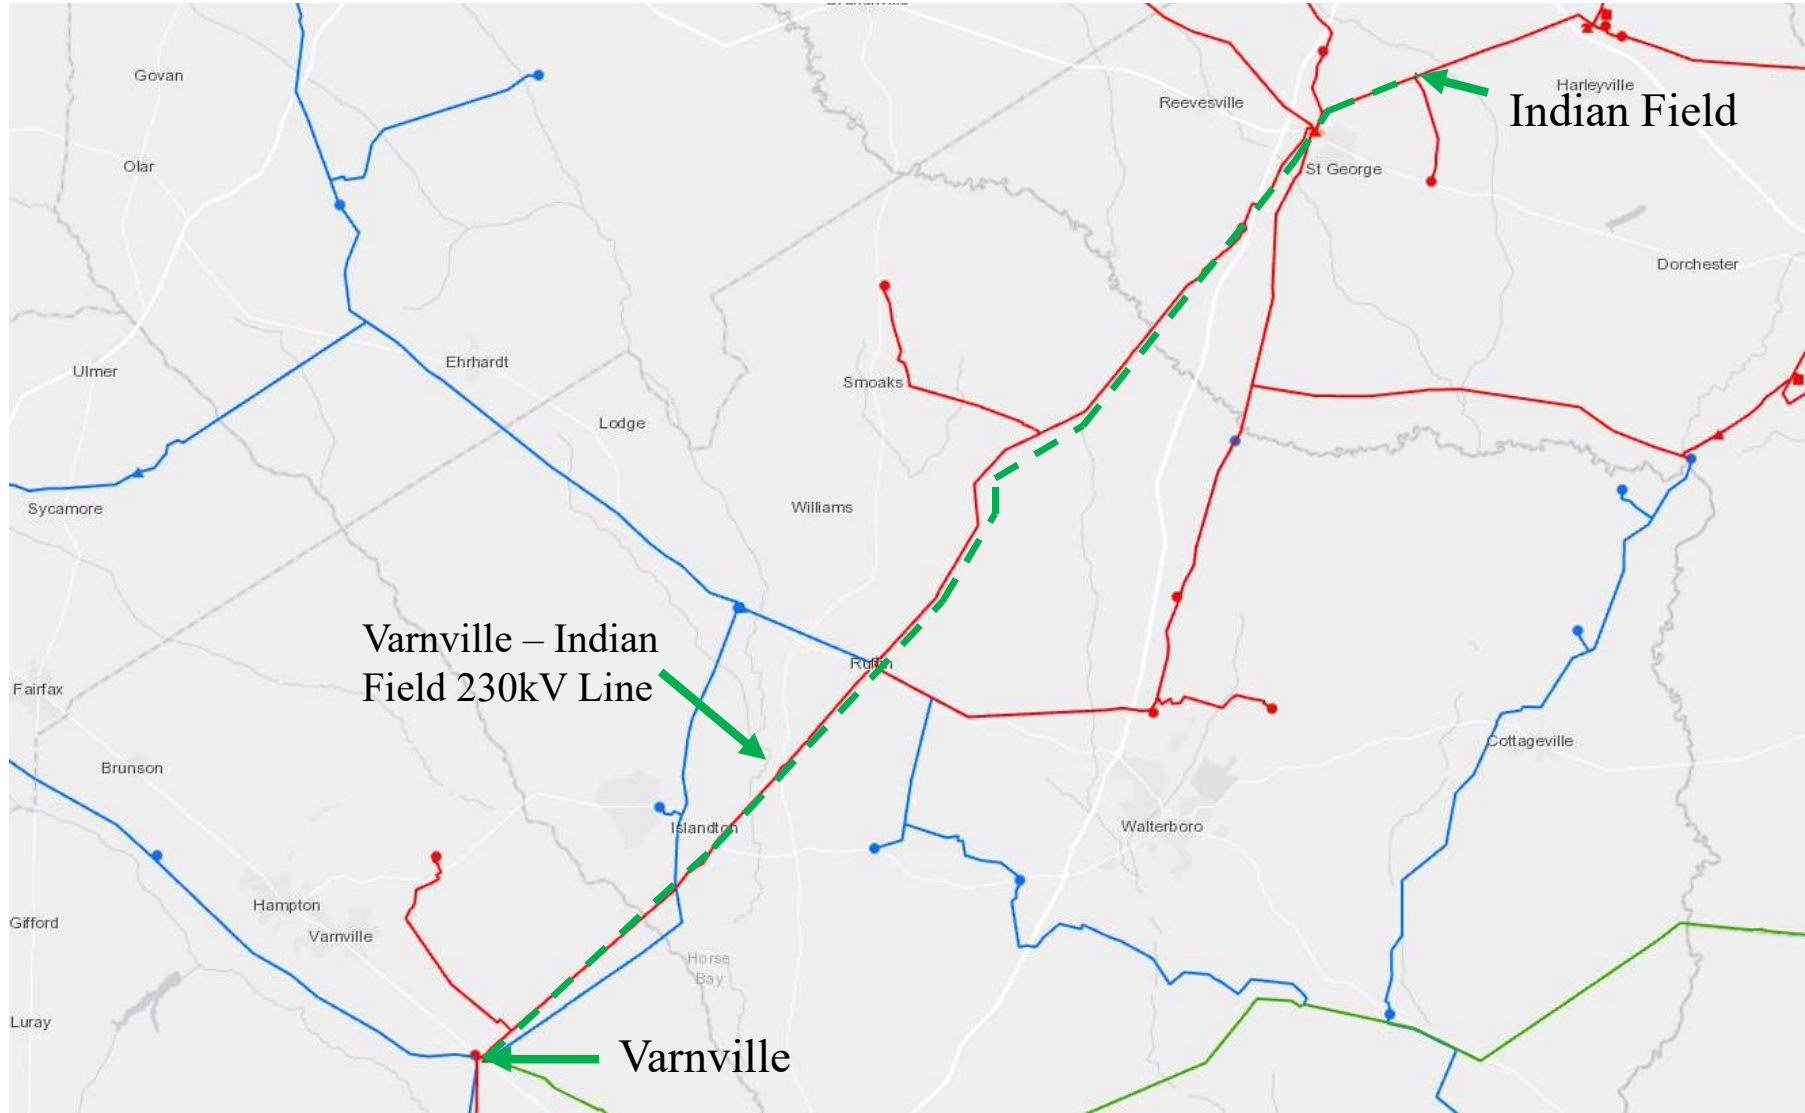 Govan
Harleyville
Reevesville
Indian Field
Olar
St George
Dorchester
Ehrhardt
Ulmer
Smoaks
Lodge
Williams
Sycamore
Varnville – Indian
Field 230kV Line
Ruffin
Fairfax
Cottageville
Brunson
Islandton
Walterboro
Hampton
Gifford
Varnville
Horse
Bay
Luray
Varnville